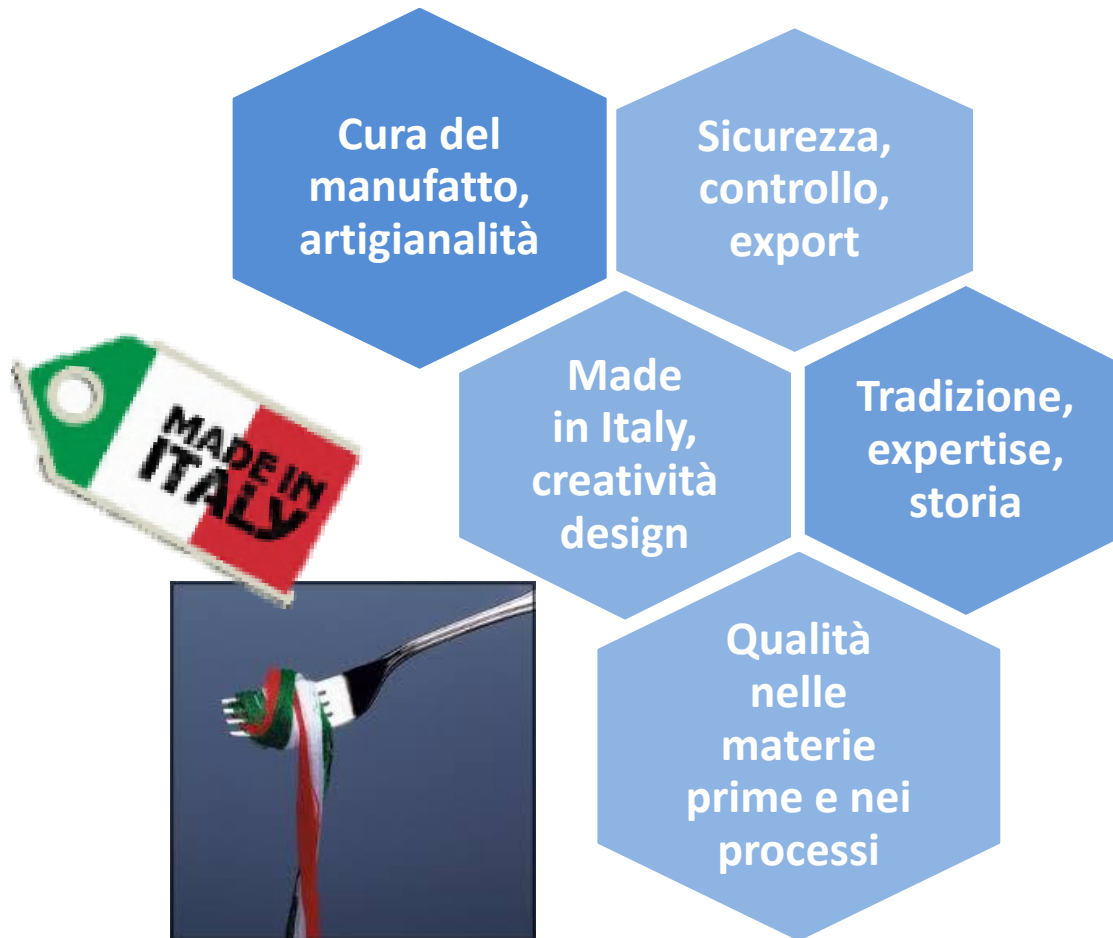 Cura del
manufatto,
artigianalità
Sicurezza,
controllo,
export
Made
in Italy,
creatività
design
Tradizione,
expertise,
storia
MADE IN
ITALY
Qualità
nelle
materie
prime e nei
processi